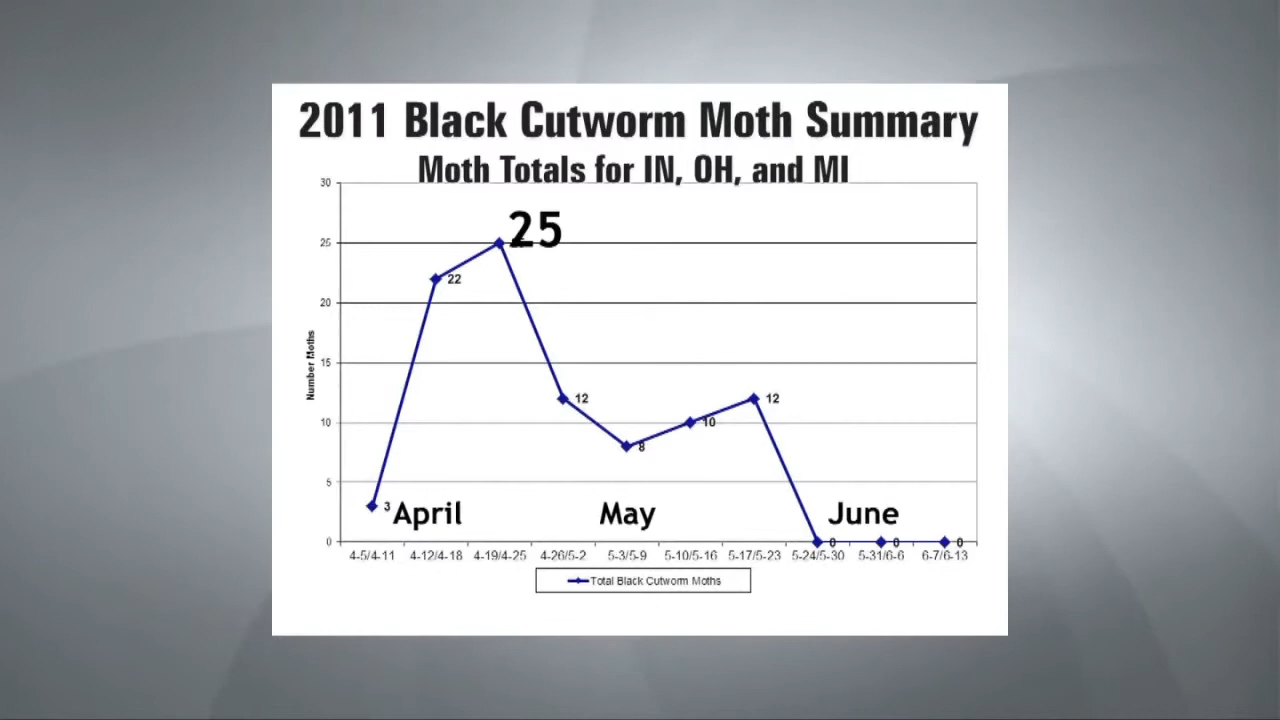 2011 Black Cutworm Moth Summary
Moth Totals for IN, OH, and MI
30
25
25
22
20
Number Moths
15
12
12
10
10
8
5
3
April
May
June
0
0
0
0
4-5/4-11 4-12/4-18 4-19/4-25 4-26/5-2 5-3/5-9 5-10/5-16 5-17/5-23 5-24/5-30 5-31/6-6 6-7/6-13
Total Black Cutworm Moths